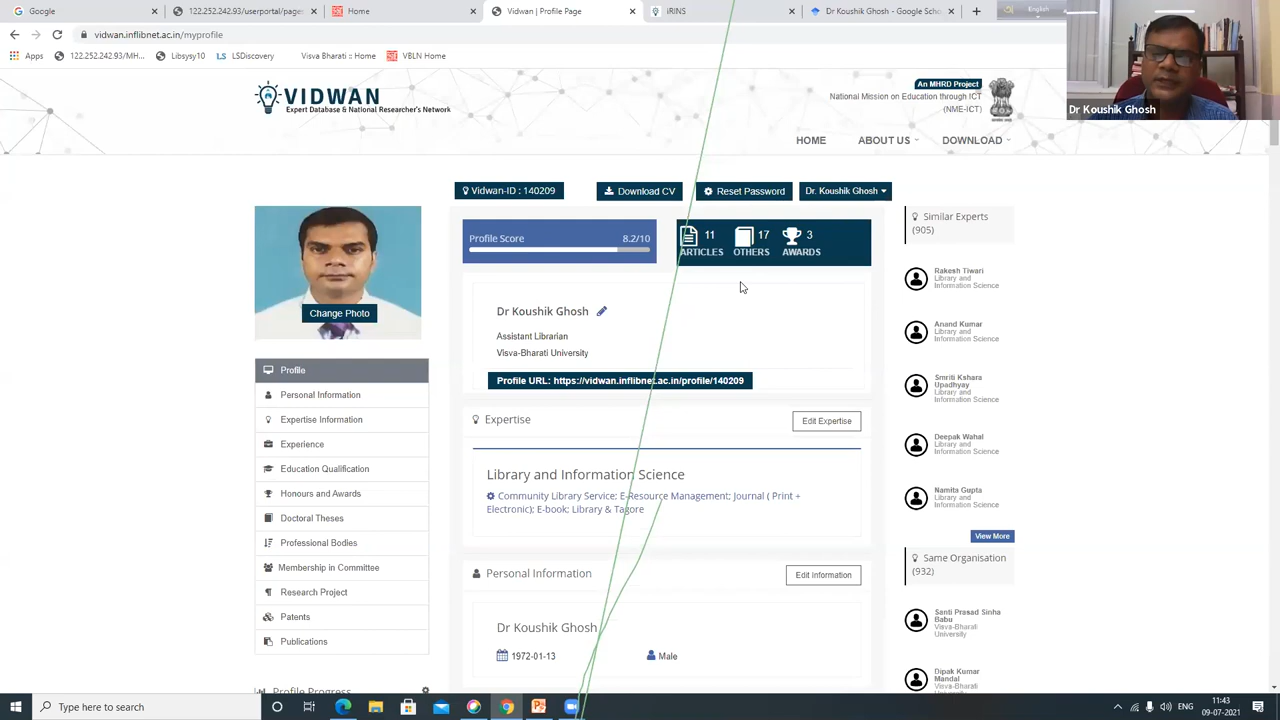 Google
122.252.242.93/userportal/pages
Vidwan | Profile Page
iRINS
Dr Koushik Ghosh - Google Scho
English
vidwan.inflibnet.ac.in/myprofile
Apps
122.252.242.93/MH...
Libsysy10
LSDiscovery
Visva Bharati :: Home
VBLN Home
Dr Koushik Ghosh
VIDWAN
Expert Database & National Researcher's Network
An MHRD Project
National Mission on Education through ICT
(NME-ICT)
HOME
ABOUT US
DOWNLOAD
Vidwan-ID : 140209
Download CV
Reset Password
Dr. Koushik Ghosh
Change Photo
Profile Score
8.2/10
11
ARTICLES
17
OTHERS
3
AWARDS
Dr Koushik Ghosh
Assistant Librarian
Visva-Bharati University
Profile URL: https://vidwan.inflibnet.ac.in/profile/140209
Profile
Personal Information
Expertise Information
Experience
Education Qualification
Honours and Awards
Doctoral Theses
Professional Bodies
Membership in Committee
Research Project
Patents
Publications
Profile Progress
Expertise
Edit Expertise
Library and Information Science
Community Library Service; E-Resource Management; Journal ( Print +
Electronic); E-book; Library & Tagore
Personal Information
Edit Information
Dr Koushik Ghosh
1972-01-13
Male
Similar Experts
(905)
Rakesh Tiwari
Library and
Information Science
Anand Kumar
Library and
Information Science
Smriti Kshara
Upadhyay
Library and
Information Science
Deepak Wahal
Library and
Information Science
Namita Gupta
Library and
Information Science
View More
Same Organisation
(932)
Santi Prasad Sinha
Babu
Visva-Bharati
University
Dipak Kumar
Mandal
Visva-Bharati
Type here to search
11:43
09-07-2021